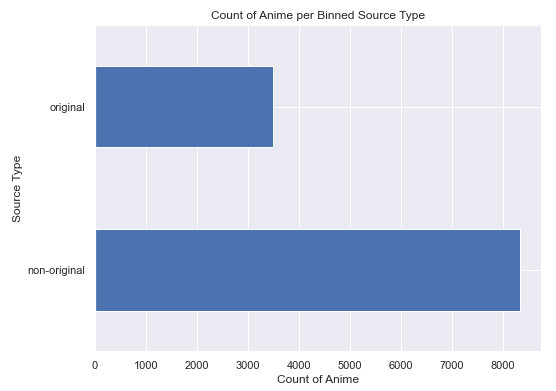 Count of Anime per Binned Source Type
original
Source Type
non-original
0 1000 2000 3000 4000 5000 6000 7000 8000
Count of Anime